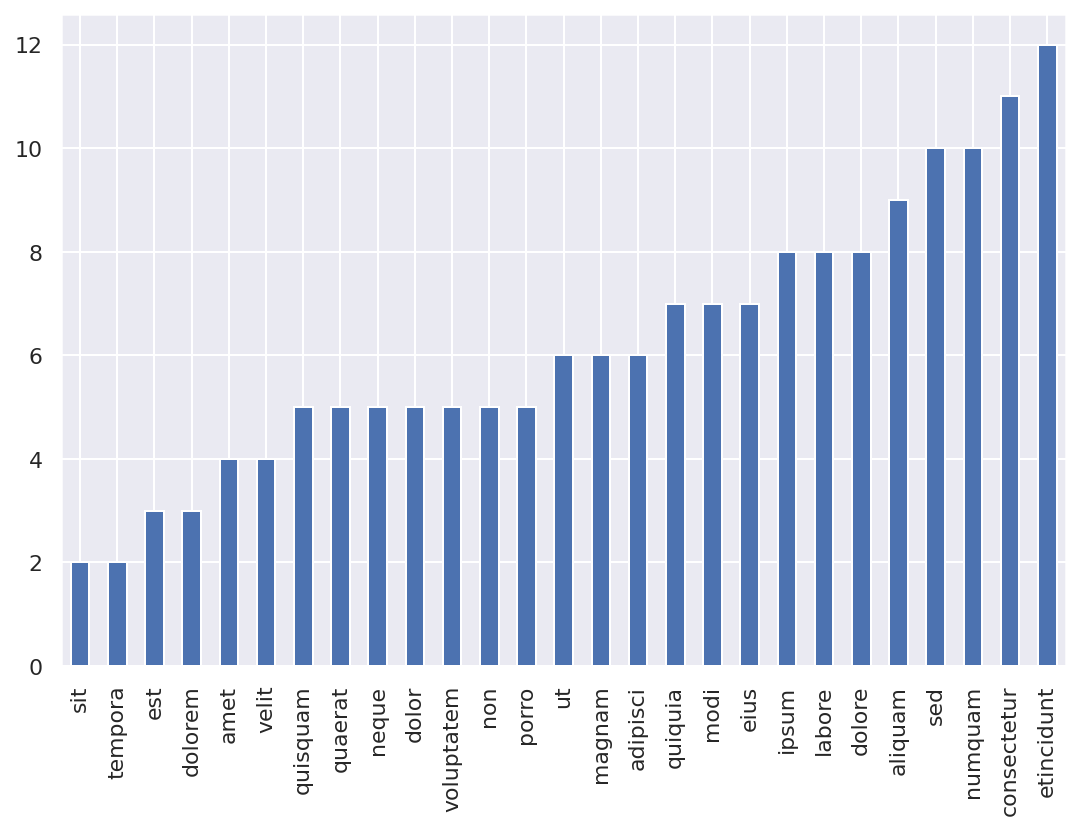 12
10
8
6
4
2
0
sit
tempora
est
dolorem
amet
velit
quisquam
quaerat
neque
dolor
voluptatem
non
porro
ut
magnam
adipisci
quiquia
modi
eius
ipsum
labore
dolore
aliquam
sed
numquam
consectetur
etincidunt